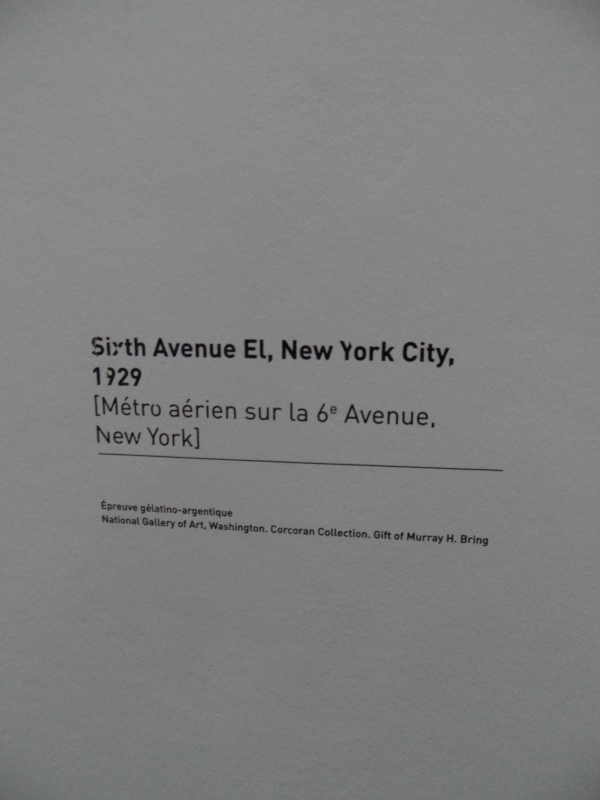 Sixth Avenue El, New York City,
1929
[Métro aérien sur la 6e Avenue,
New York]
Épreuve gélatino-argentique
National Gallery of Art, Washington. Corcoran Collection. Gift of Murray H. Bring